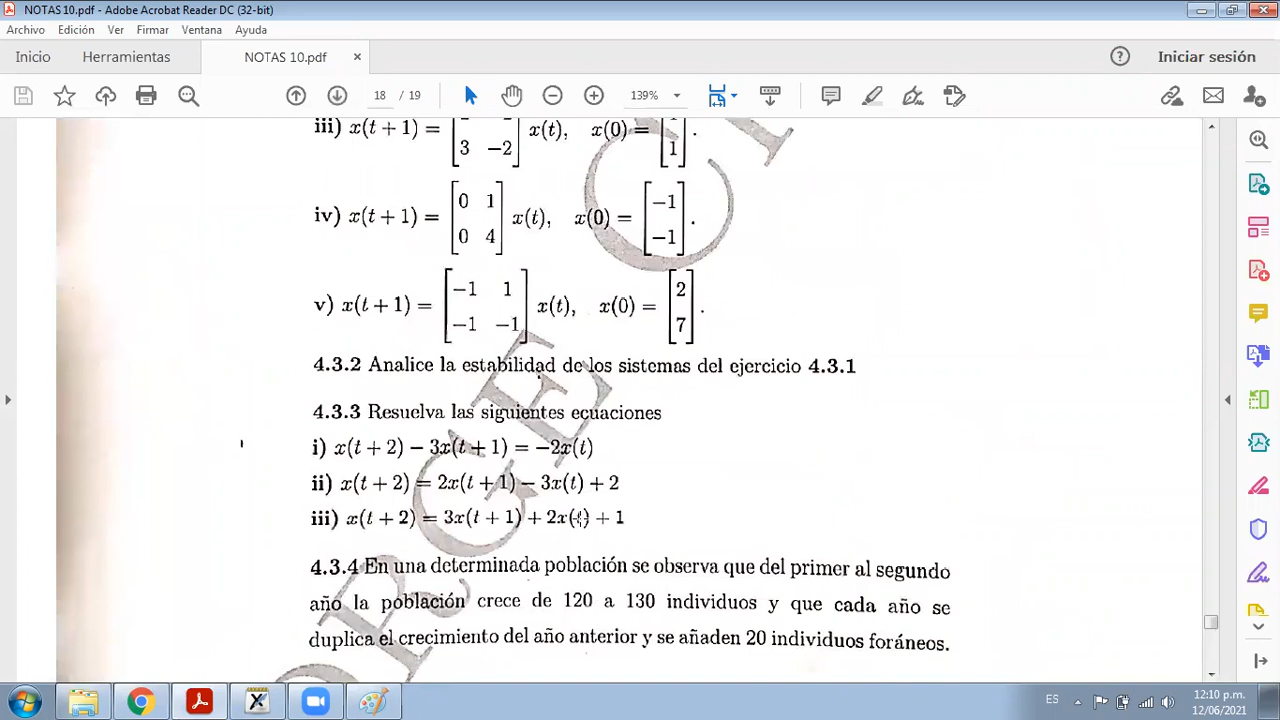 NOTAS 10.pdf - Adobe Acrobat Reader DC (32-bit)
Archivo Edición Ver Firmar Ventana Ayuda
Inicio Herramientas NOTAS 10.pdf × Iniciar sesión
18 / 19 139%
iii) x(t + 1) = [ 3 −2 ] x(t), x(0) = [ 1 1 ].
iv) x(t + 1) = [ 0 1 0 4 ] x(t), x(0) = [ −1 −1 ].
v) x(t + 1) = [ −1 1 −1 −1 ] x(t), x(0) = [ 2 7 ].
4.3.2 Analice la estabilidad de los sistemas del ejercicio 4.3.1
4.3.3 Resuelva las siguientes ecuaciones
i) x(t + 2) − 3x(t + 1) = −2x(t)
ii) x(t + 2) = 2x(t + 1) − 3x(t) + 2
iii) x(t + 2) = 3x(t + 1) + 2x(t) + 1
4.3.4 En una determinada población se observa que del primer al segundo
año la población crece de 120 a 130 individuos y que cada año se
duplica el crecimiento del año anterior y se añaden 20 individuos foráneos.
ORGE C
ES 12:10 p.m.
12/06/2021